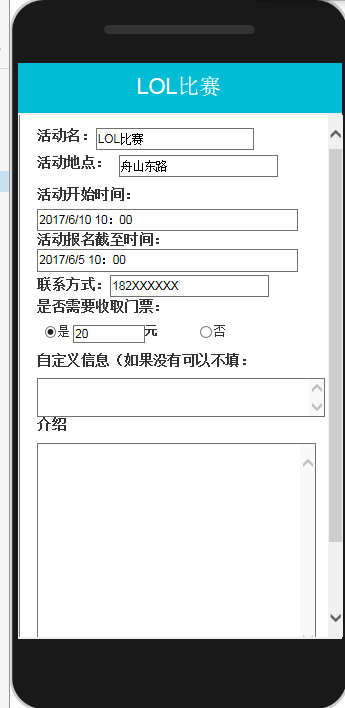 LOL比赛
活动名：LOL比赛
活动地点：舟山东路
活动开始时间：
2017/6/10 10：00
活动报名截至时间：
2017/6/5 10：00
联系方式：182XXXXXX
是否需要收取门票：
是 20 元 否
自定义信息（如果没有可以不填：
介绍